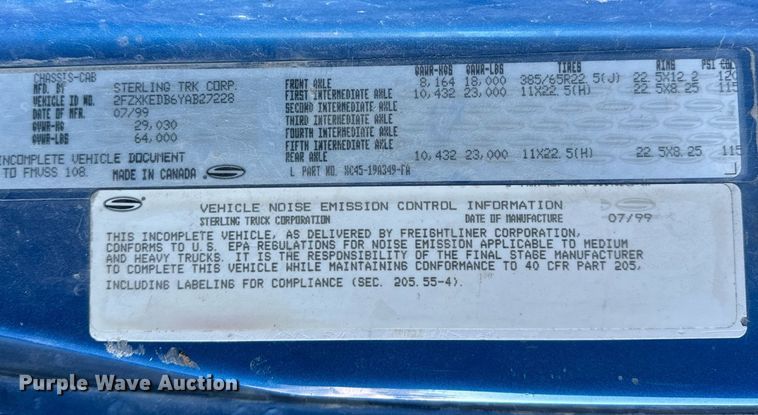 GAWR-KGS GAWR-LBS TIRES RIMS PSI COL
CHASSIS-CAB
MFD. BY STERLING TRK CORP.
VEHICLE ID NO. 2FZXKEDB6YAB27228
DATE OF MFR. 07/99
GVWR-KG 29,030
GVWR-LBS 64,000
INCOMPLETE VEHICLE DOCUMENT
TO FMVSS 108. MADE IN CANADA
FRONT AXLE 8,164 18,000 385/65R22.5(J) 22.5X12.2 120
FIRST INTERMEDIATE AXLE 10,432 23,000 11X22.5(H) 22.5X8.25 115
SECOND INTERMEDIATE AXLE
THIRD INTERMEDIATE AXLE
FOURTH INTERMEDIATE AXLE
FIFTH INTERMEDIATE AXLE
REAR AXLE 10,432 23,000 11X22.5(H) 22.5X8.25 115
L PART NO. XC45-19A349-FA
VEHICLE NOISE EMISSION CONTROL INFORMATION
STERLING TRUCK CORPORATION DATE OF MANUFACTURE 07/99
THIS INCOMPLETE VEHICLE, AS DELIVERED BY FREIGHTLINER CORPORATION,
CONFORMS TO U.S. EPA REGULATIONS FOR NOISE EMISSION APPLICABLE TO MEDIUM
AND HEAVY TRUCKS. IT IS THE RESPONSIBILITY OF THE FINAL STAGE MANUFACTURER
TO COMPLETE THIS VEHICLE WHILE MAINTAINING CONFORMANCE TO 40 CFR PART 205,
INCLUDING LABELING FOR COMPLIANCE (SEC. 205.55-4).
Purple Wave Auction